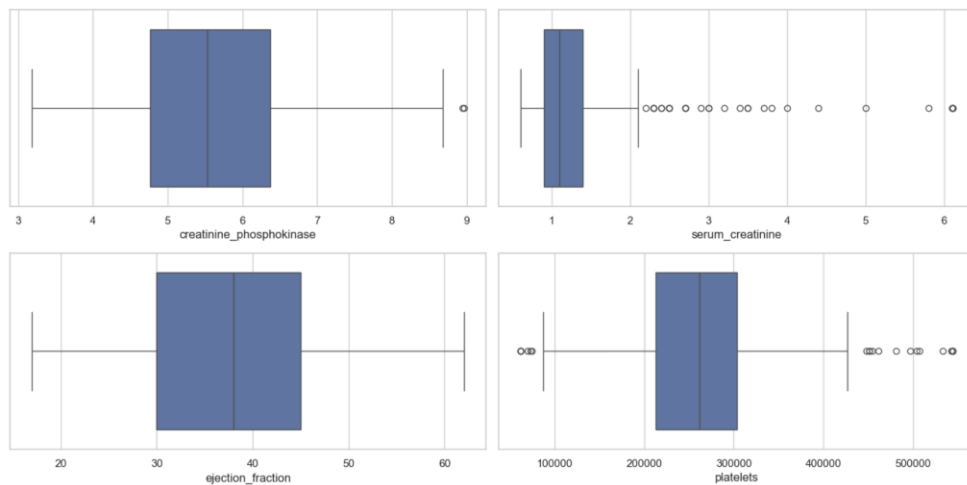 3 4 5 6 7 8 9
creatinine_phosphokinase
1 2 3 4 5 6
serum_creatinine
20 30 40 50 60
ejection_fraction
100000 200000 300000 400000 500000
platelets